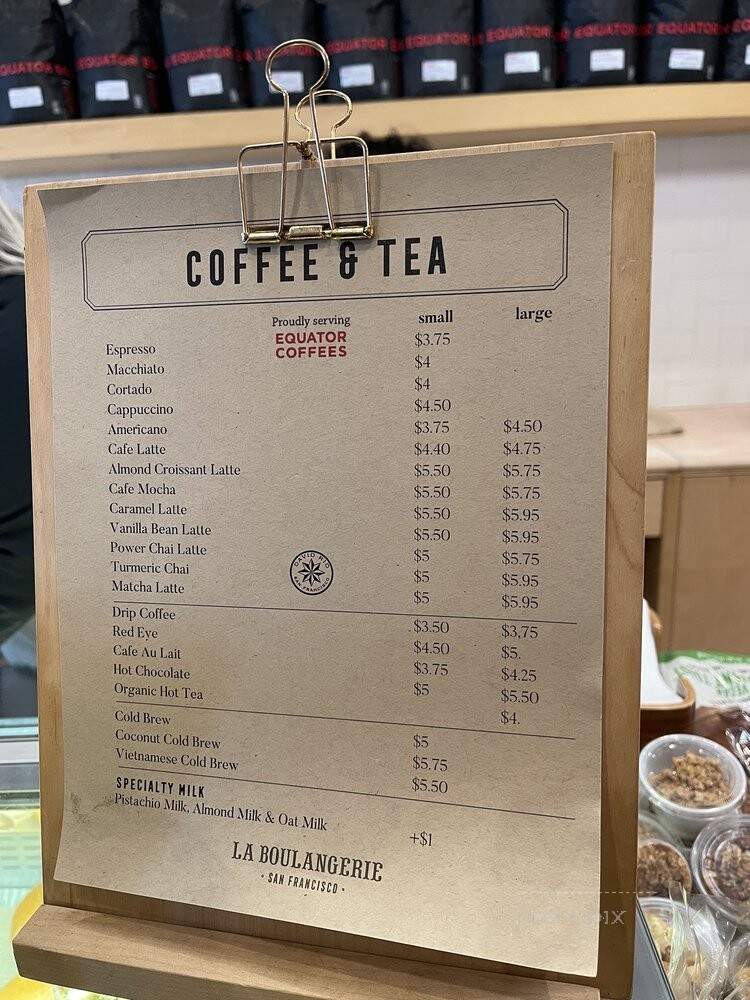 EQUATOR EQUATOR EQUATOR EQUATOR EQUATOR EQUATOR EQUATOR EQUATOR
COFFEE & TEA
Proudly serving
EQUATOR
COFFEES
small large
Espresso $3.75
Macchiato $4
Cortado $4
Cappuccino $4.50
Americano $3.75 $4.50
Cafe Latte $4.40 $4.75
Almond Croissant Latte $5.50 $5.75
Cafe Mocha $5.50 $5.75
Caramel Latte $5.50 $5.95
Vanilla Bean Latte $5.50 $5.95
Power Chai Latte $5 $5.75
Turmeric Chai $5 $5.95
Matcha Latte $5 $5.95
DAVID RIO
SAN FRANCISCO
Drip Coffee $3.50 $3,75
Red Eye $4.50 $5.
Cafe Au Lait $3.75 $4.25
Hot Chocolate $5 $5.50
Organic Hot Tea $4.
Cold Brew $5
Coconut Cold Brew $5.75
Vietnamese Cold Brew $5.50
SPECIALTY MILK
Pistachio Milk, Almond Milk & Oat Milk +$1
LA BOULANGERIE
· SAN FRANCISCO ·